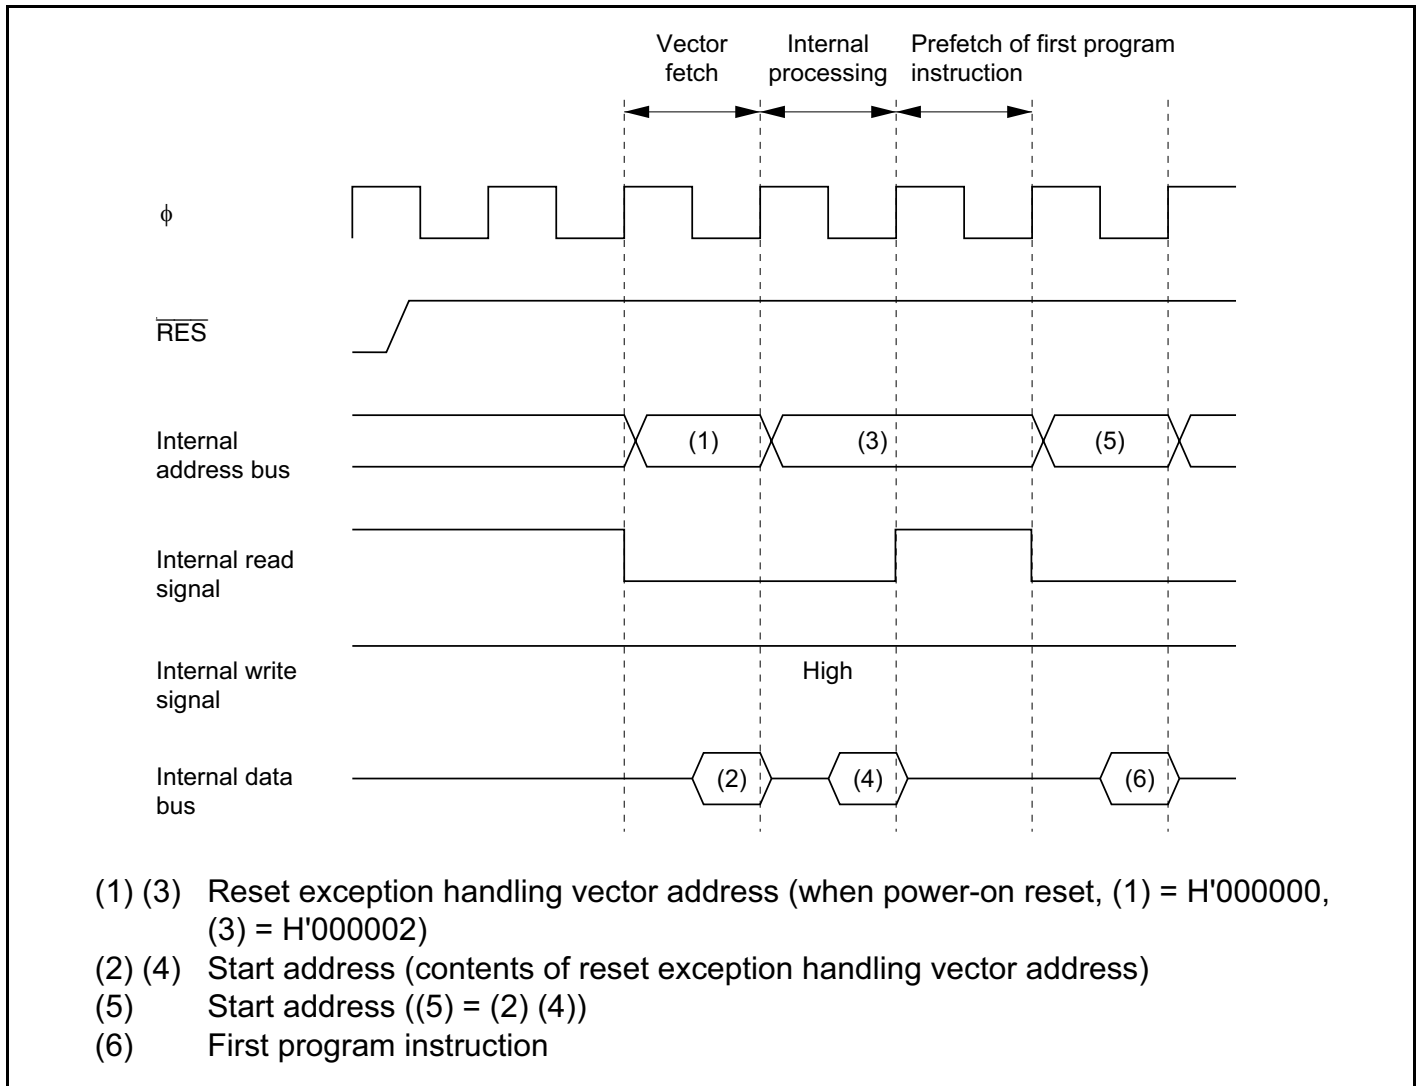 Vector
fetch
Internal
processing
Prefetch of first program
instruction
ϕ
RES
Internal
address bus
(1)
(3)
(5)
Internal read
signal
Internal write
signal
High
Internal data
bus
(2)
(4)
(6)
(1) (3) Reset exception handling vector address (when power-on reset, (1) = H'000000,
(3) = H'000002)
(2) (4) Start address (contents of reset exception handling vector address)
(5) Start address ((5) = (2) (4))
(6) First program instruction